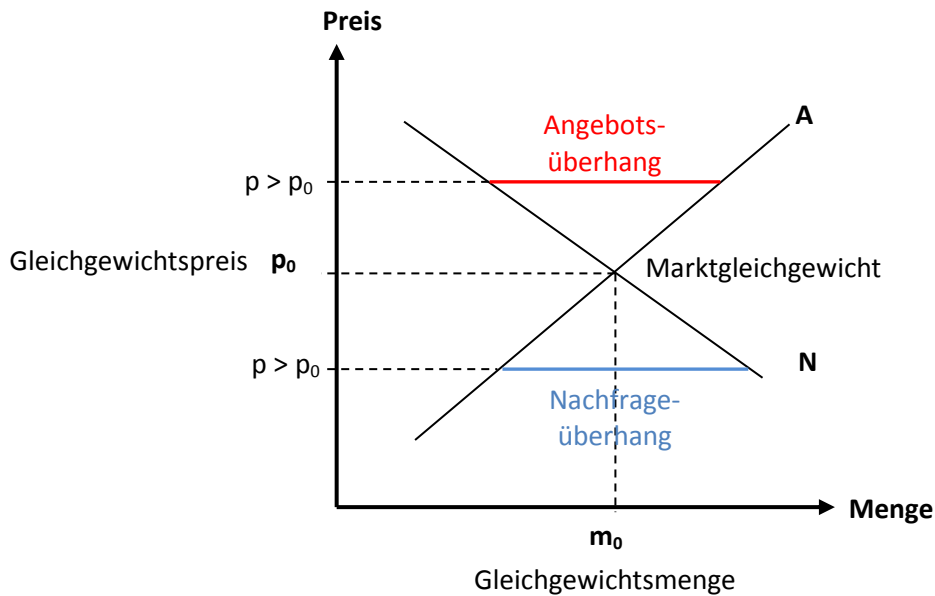 Preis
A
Angebots-
überhang
p > p₀
Gleichgewichtspreis p₀
Marktgleichgewicht
p > p₀
N
Nachfrage-
überhang
Menge
m₀
Gleichgewichtsmenge